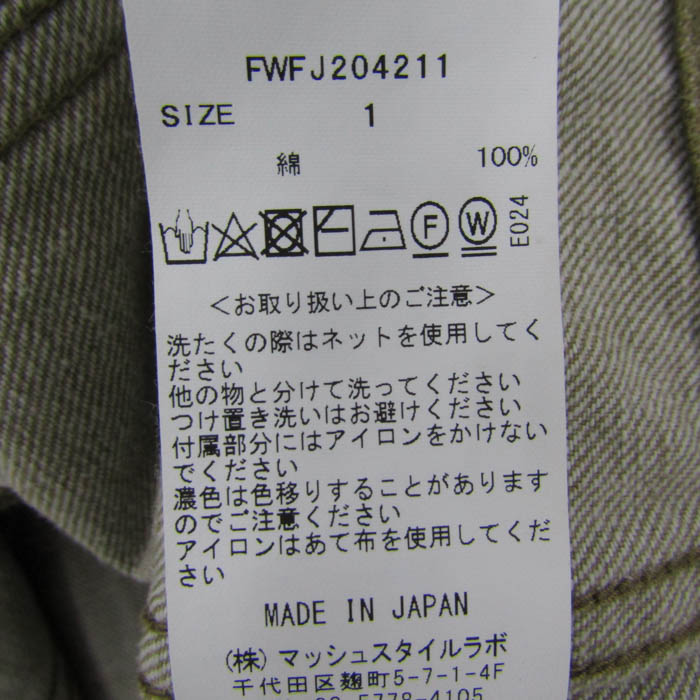 FWFJ204211
SIZE 1
綿 100%
F W E024
＜お取り扱い上のご注意＞
洗たくの際はネットを使用してく
ださい
他の物と分けて洗ってください
つけ置き洗いはお避けください
付属部分にはアイロンをかけない
でください
濃色は色移りすることがあります
のでご注意ください
アイロンはあて布を使用してくだ
さい
MADE IN JAPAN
(株) マッシュスタイルラボ
千代田区麹町5-7-1-4F
5778-4105